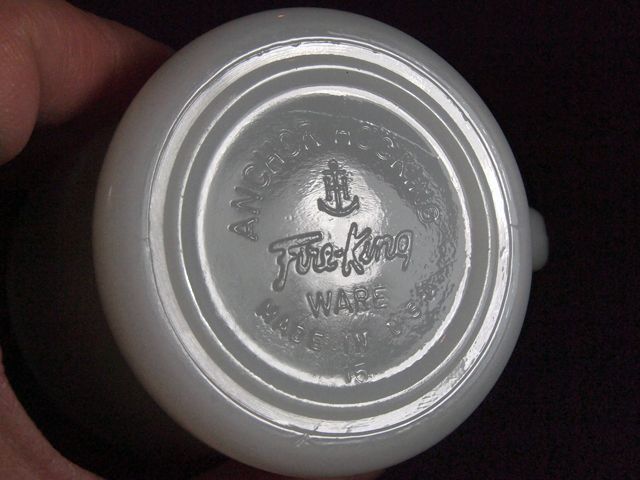 ANCHOR HOCKING
H
Fire-King
WARE
MADE IN U.S.A.
15